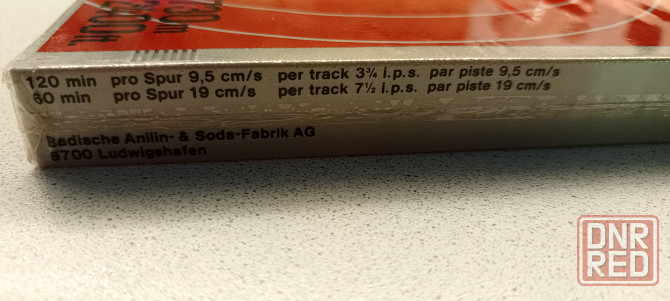 120 min pro Spur 9,5 cm/s per track 3¾ i.p.s. par piste 9,5 cm/s
60 min pro Spur 19 cm/s per track 7½ i.p.s. par piste 19 cm/s
Badische Anilin- & Soda-Fabrik AG
6700 Ludwigshafen
DNR
RED